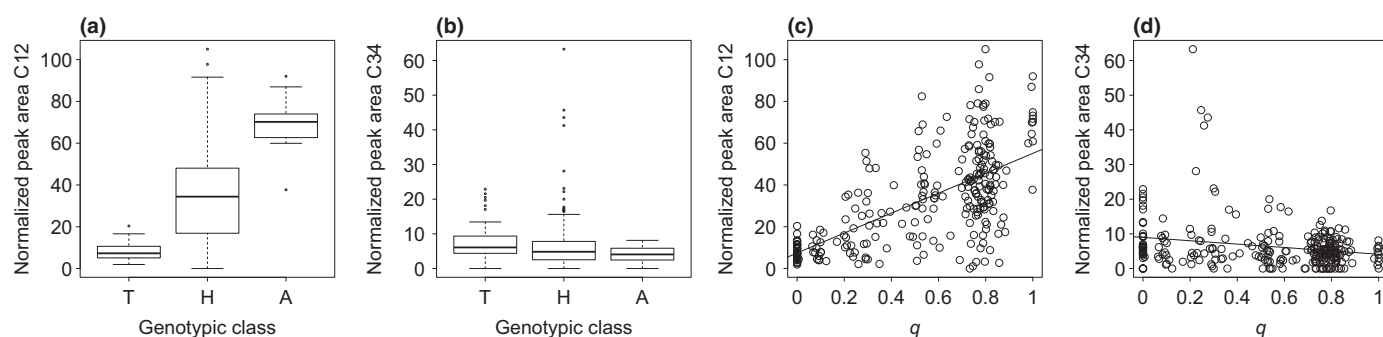 (a)
Normalized peak area C12
100
80
60
40
20
0
T H A
Genotypic class
(b)
Normalized peak area C34
60
50
40
30
20
10
0
T H A
Genotypic class
(c)
Normalized peak area C12
100
80
60
40
20
0
0 0.2 0.4 0.6 0.8 1
q
(d)
Normalized peak area C34
60
50
40
30
20
10
0
0 0.2 0.4 0.6 0.8 1
q